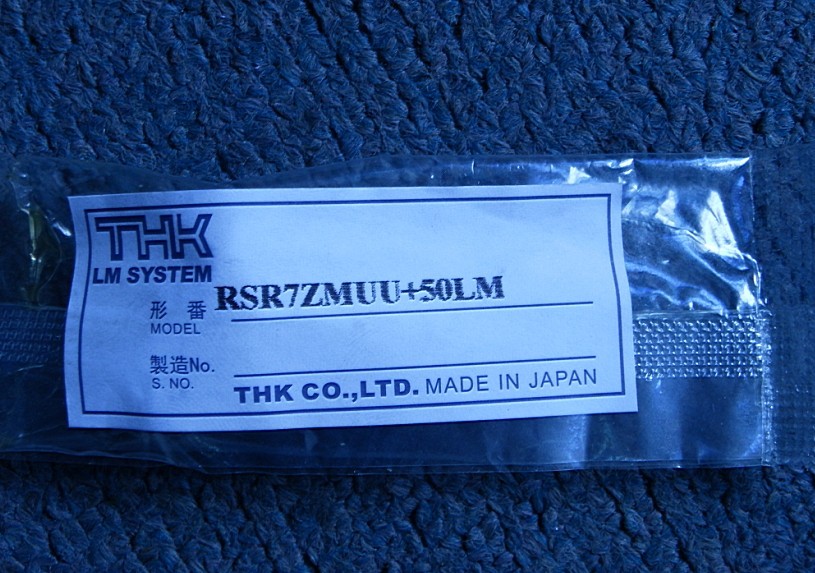 THK
LM SYSTEM
形番 RSR7ZMUU+50LM
MODEL
製造No.
S. NO.
THK CO.,LTD. MADE IN JAPAN